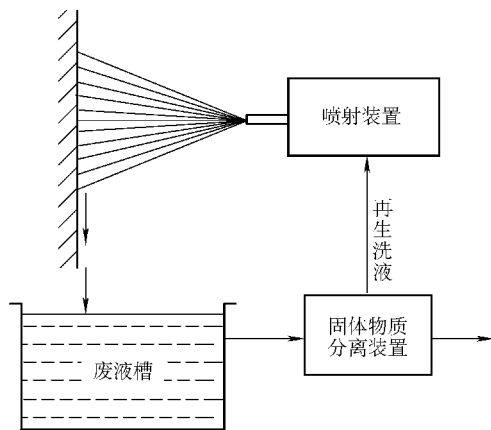 喷射装置
再生洗液
固体物质
分离装置
废液槽